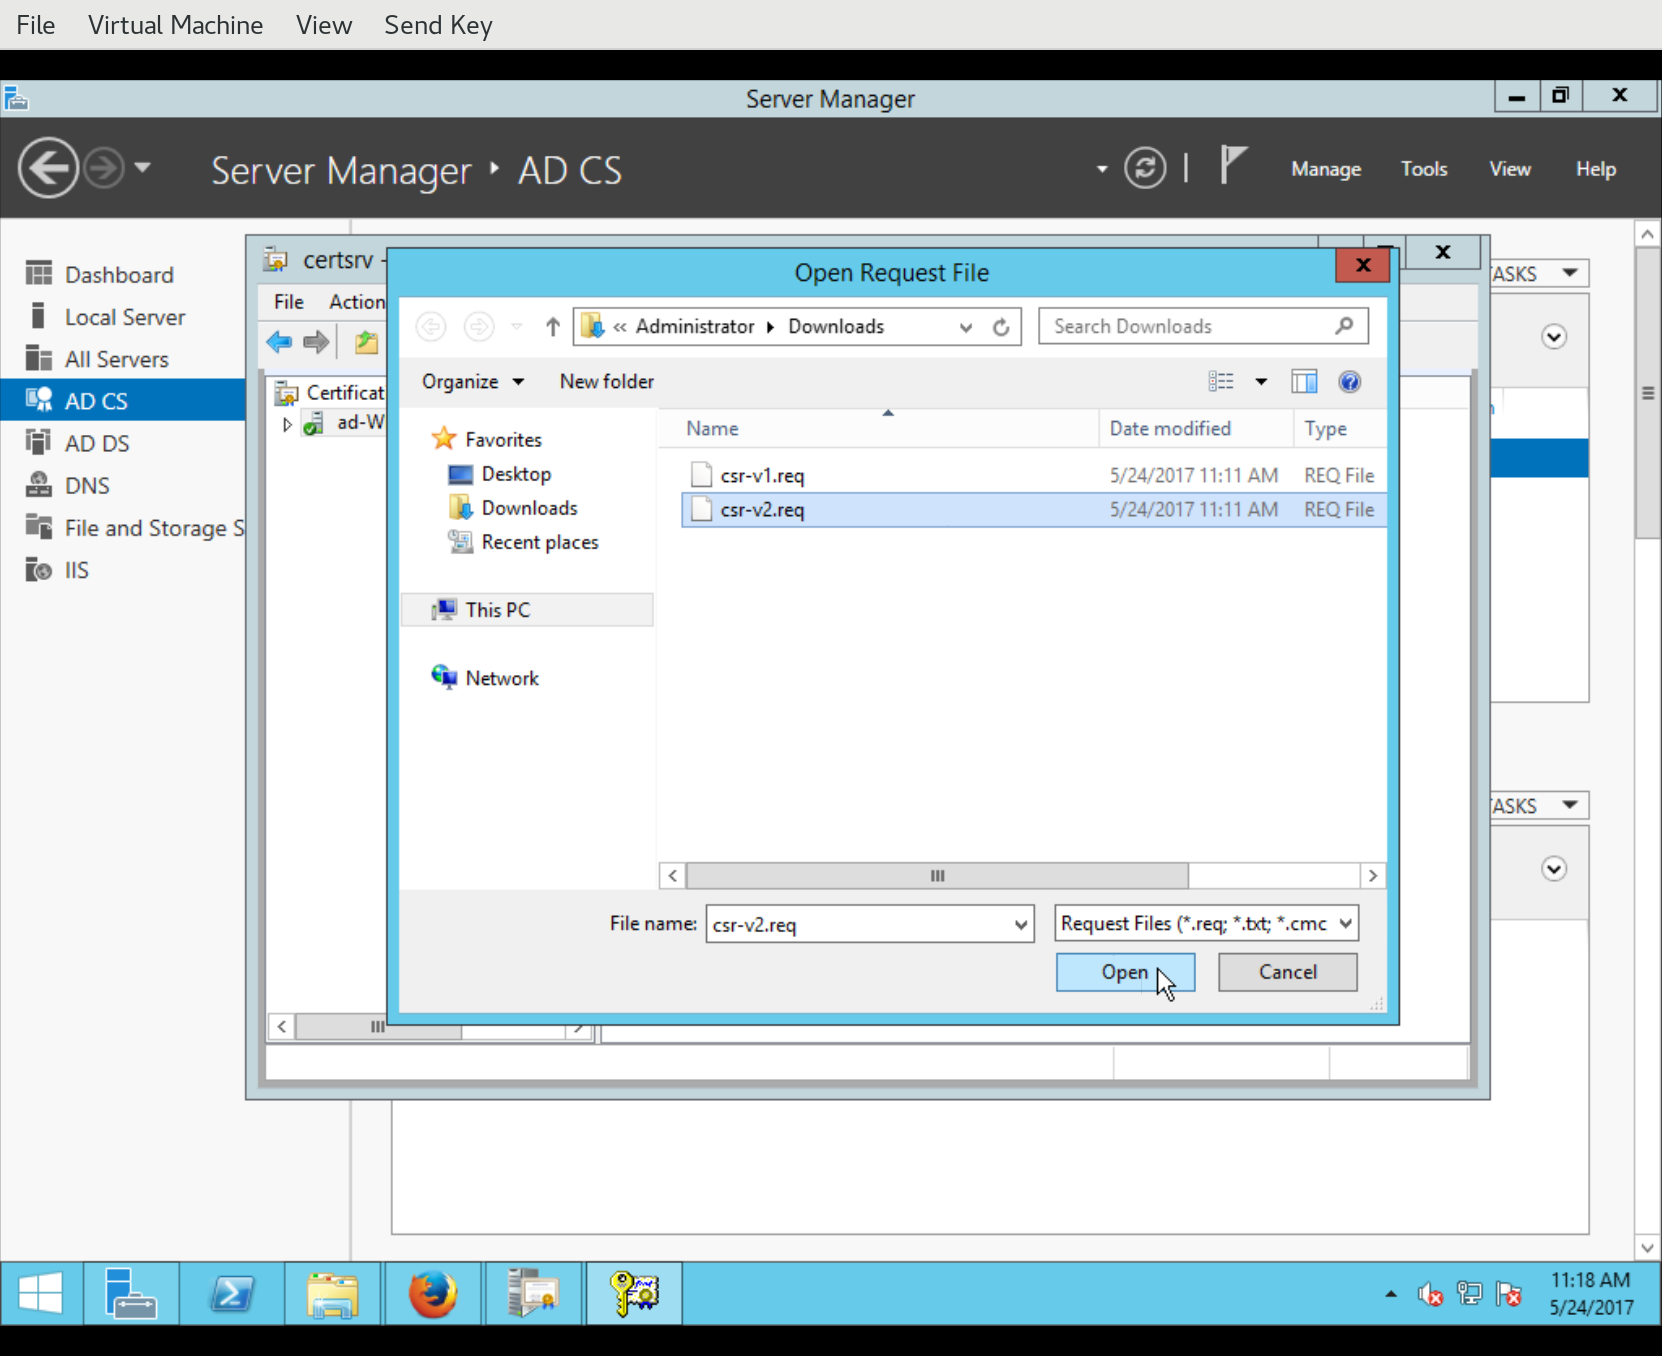 File Virtual Machine View Send Key
Server Manager
Server Manager AD CS
Manage Tools View Help
Dashboard
Local Server
All Servers
AD CS
AD DS
DNS
File and Storage S
IIS
TASKS
certsrv -
File Action
Certificat
ad-W
Open Request File
« Administrator Downloads
Search Downloads
Organize New folder
Favorites
Desktop
Downloads
Recent places
This PC
Network
Name Date modified Type
csr-v1.req 5/24/2017 11:11 AM REQ File
csr-v2.req 5/24/2017 11:11 AM REQ File
File name: csr-v2.req Request Files (*.req; *.txt; *.cmc
Open Cancel
TASKS
11:18 AM
5/24/2017